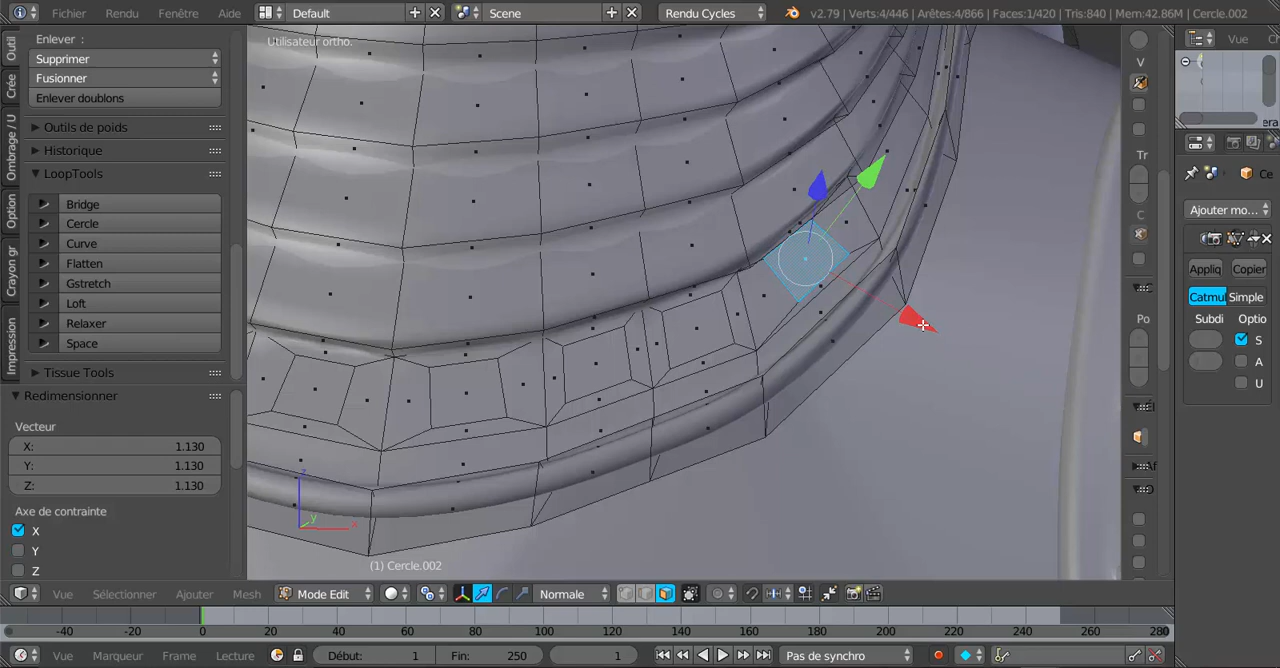 Fichier Rendu Fenêtre Aide Default Scene Rendu Cycles v2.79 | Verts:4/446 | Arêtes:4/866 | Faces:1/420 | Tris:840 | Mem:42.86M | Cercle.002
Utilisateur ortho.
Outil
Crée
Ombrage / U
Option
Crayon gr
Impression
Enlever :
Supprimer
Fusionner
Enlever doublons
Outils de poids
Historique
LoopTools
Bridge
Cercle
Curve
Flatten
Gstretch
Loft
Relaxer
Space
Tissue Tools
Redimensionner
Vecteur
X: 1.130
Y: 1.130
Z: 1.130
Axe de contrainte
X
Y
Z
z
y
x
(1) Cercle.002
V
Tr
C
Po
Af
Vue
era
Ce
Ajouter mo...
Appliq Copier
Catmu Simple
Subdi Optio
S
A
U
Vue Sélectionner Ajouter Mesh Mode Edit Normale
-40 -20 0 20 40 60 80 100 120 140 160 180 200 220 240 260 280
Vue Marqueur Frame Lecture Début: 1 Fin: 250 1 Pas de synchro